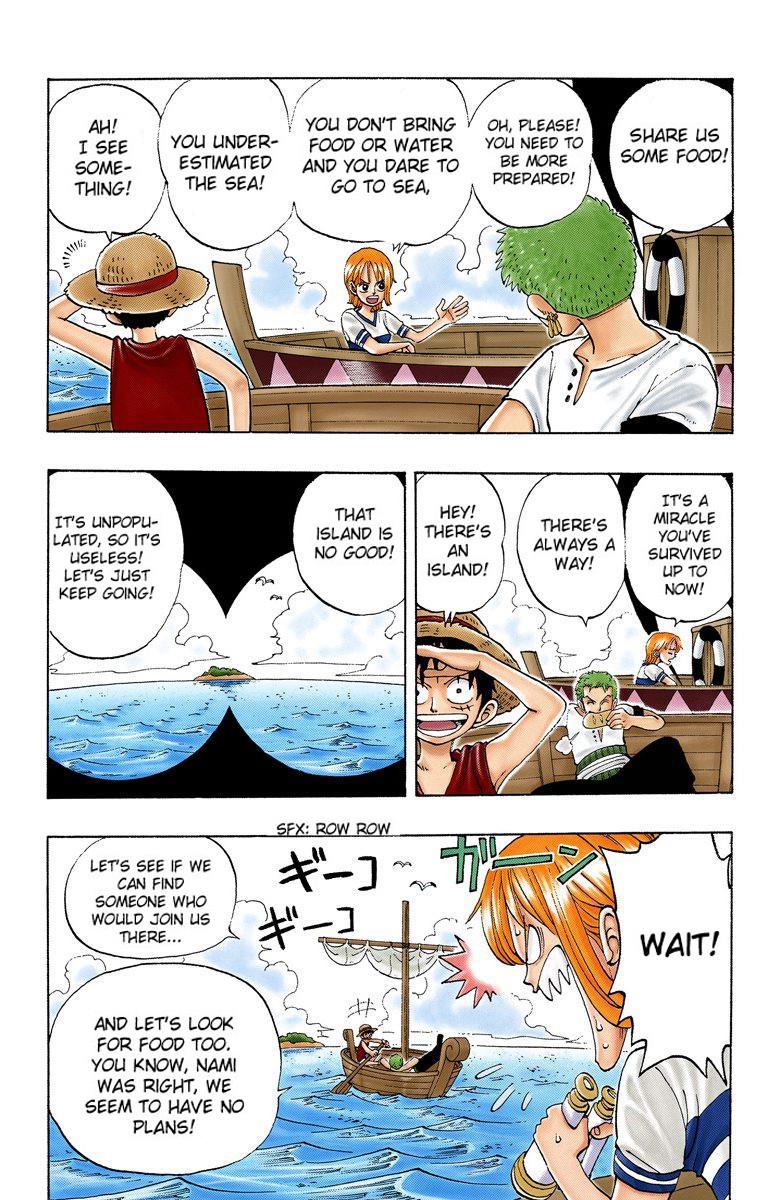 SHARE US
SOME FOOD!
OH, PLEASE!
YOU NEED TO
BE MORE
PREPARED!
YOU DON'T BRING
FOOD OR WATER
AND YOU DARE TO
GO TO SEA,
YOU UNDER-
ESTIMATED
THE SEA!
AH!
I SEE
SOME-
THING!
IT'S A
MIRACLE
YOU'VE
SURVIVED
UP TO
NOW!
THERE'S
ALWAYS A
WAY!
HEY!
THERE'S
AN
ISLAND!
THAT
ISLAND IS
NO GOOD!
IT'S UNPOPU-
LATED, SO IT'S
USELESS!
LET'S JUST
KEEP GOING!
WAIT!
ガーン
SFX: ROW ROW
ギーコ
ギーコ
LET'S SEE IF WE
CAN FIND
SOMEONE WHO
WOULD JOIN US
THERE...
AND LET'S LOOK
FOR FOOD TOO.
YOU KNOW, NAMI
WAS RIGHT, WE
SEEM TO HAVE NO
PLANS!